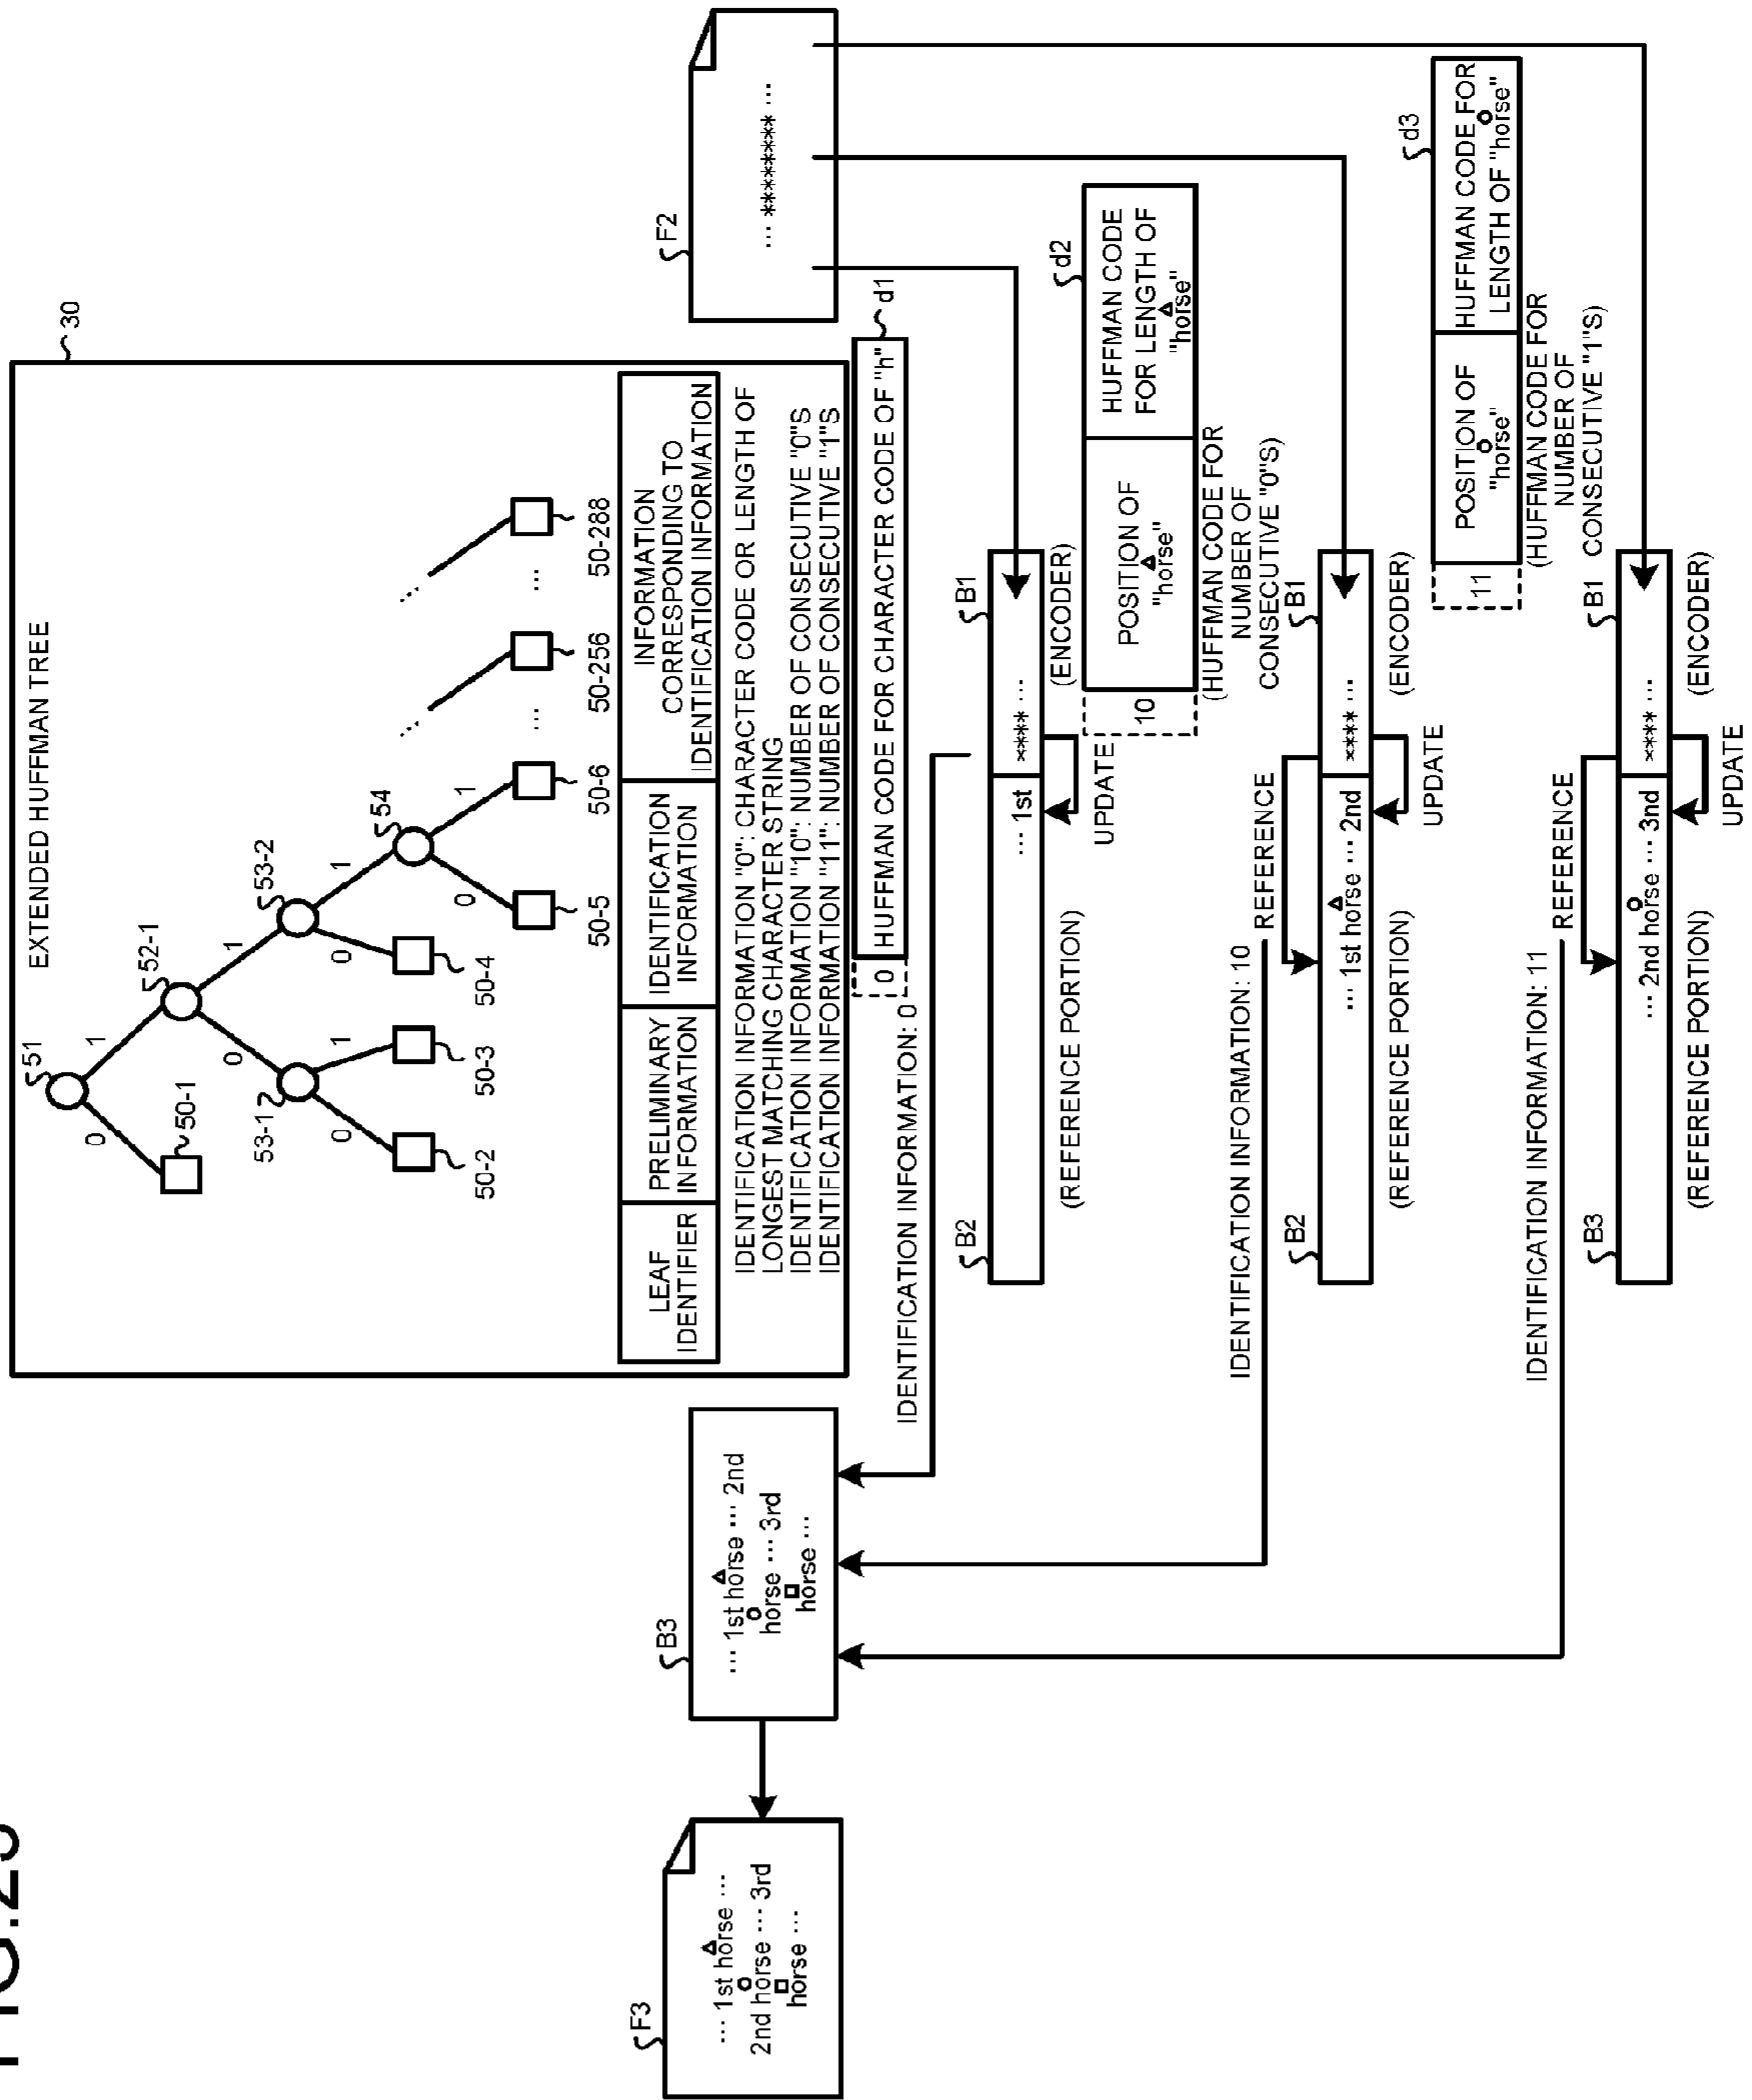 EXTENDED HUFFMAN TREE
30
51
0
1
50-1
52-1
0
1
53-1
53-2
0
1
0
1
50-2
50-3
50-4
54
0
1
50-5
50-6
...
...
50-256
...
...
50-288
LEAF IDENTIFIER
PRELIMINARY INFORMATION
IDENTIFICATION INFORMATION
INFORMATION CORRESPONDING TO IDENTIFICATION INFORMATION
IDENTIFICATION INFORMATION "0": CHARACTER CODE OR LENGTH OF
LONGEST MATCHING CHARACTER STRING
IDENTIFICATION INFORMATION "10": NUMBER OF CONSECUTIVE "0"S
IDENTIFICATION INFORMATION "11": NUMBER OF CONSECUTIVE "1"S
F2
... ******** ...
F3
... 1st horse ...
2nd horse ... 3rd
horse ...
B3
... 1st horse ... 2nd
horse ... 3rd
horse ...
0
HUFFMAN CODE FOR CHARACTER CODE OF "h"
d1
IDENTIFICATION INFORMATION: 0
B2
B1
... 1st
**** ...
(REFERENCE PORTION)
UPDATE
(ENCODER)
d2
10
POSITION OF
"horse"
HUFFMAN CODE
FOR LENGTH OF
"horse"
(HUFFMAN CODE FOR
NUMBER OF
CONSECUTIVE "0"S)
IDENTIFICATION INFORMATION: 10
REFERENCE
B2
B1
... 1st horse ... 2nd
**** ...
(REFERENCE PORTION)
UPDATE
(ENCODER)
d3
11
POSITION OF
"horse"
HUFFMAN CODE FOR
LENGTH OF "horse"
(HUFFMAN CODE FOR
NUMBER OF
CONSECUTIVE "1"S)
IDENTIFICATION INFORMATION: 11
REFERENCE
B3
B1
... 2nd horse ... 3nd
**** ...
(REFERENCE PORTION)
UPDATE
(ENCODER)